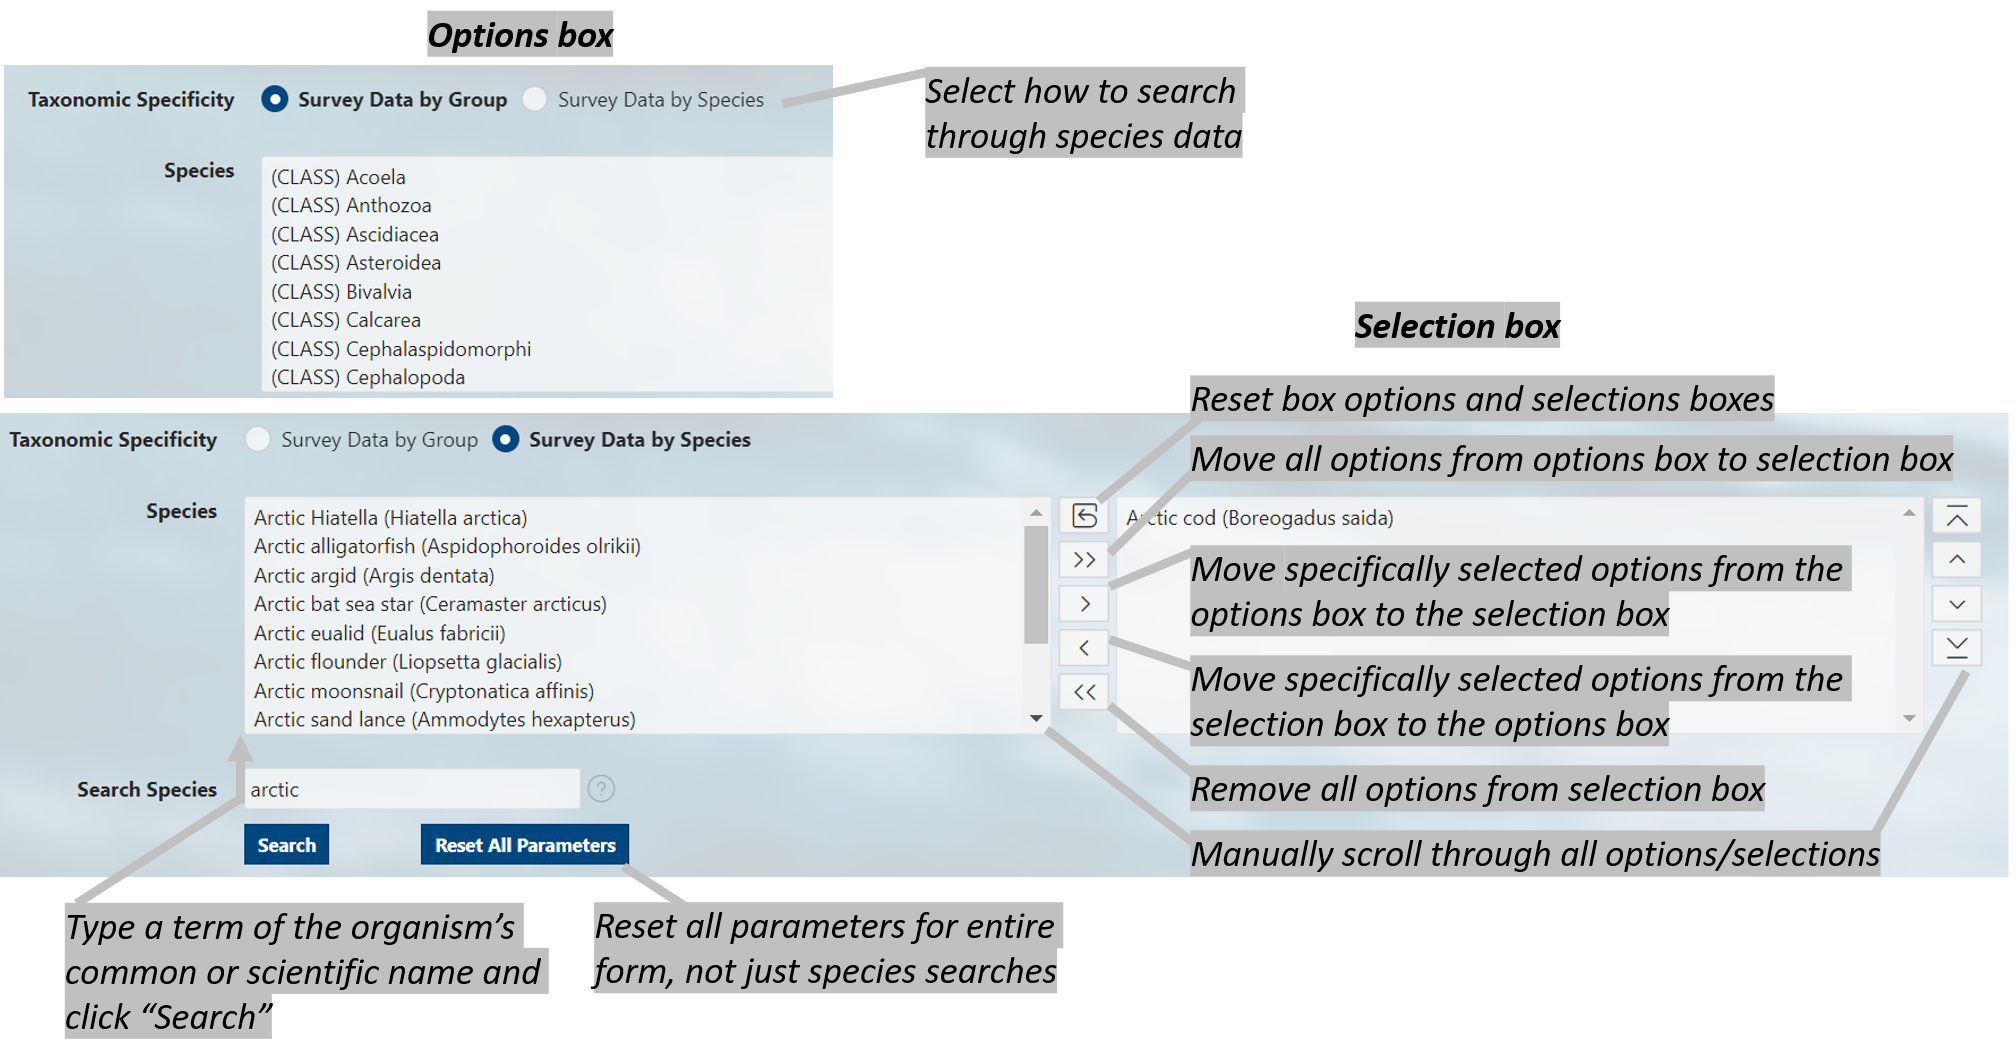 Options box
Taxonomic Specificity Survey Data by Group Survey Data by Species
Select how to search
through species data
Species
(CLASS) Acoela
(CLASS) Anthozoa
(CLASS) Ascidiacea
(CLASS) Asteroidea
(CLASS) Bivalvia
(CLASS) Calcarea
(CLASS) Cephalaspidomorphi
(CLASS) Cephalopoda
Selection box
Reset box options and selections boxes
Taxonomic Specificity Survey Data by Group Survey Data by Species
Move all options from options box to selection box
Species
Arctic Hiatella (Hiatella arctica)
Arctic alligatorfish (Aspidophoroides olrikii)
Arctic argid (Argis dentata)
Arctic bat sea star (Ceramaster arcticus)
Arctic eualid (Eualus fabricii)
Arctic flounder (Liopsetta glacialis)
Arctic moonsnail (Cryptonatica affinis)
Arctic sand lance (Ammodytes hexapterus)
Arctic cod (Boreogadus saida)
Move specifically selected options from the
options box to the selection box
Move specifically selected options from the
selection box to the options box
Remove all options from selection box
Manually scroll through all options/selections
Search Species arctic ?
Search Reset All Parameters
Type a term of the organism’s
common or scientific name and
click “Search”
Reset all parameters for entire
form, not just species searches